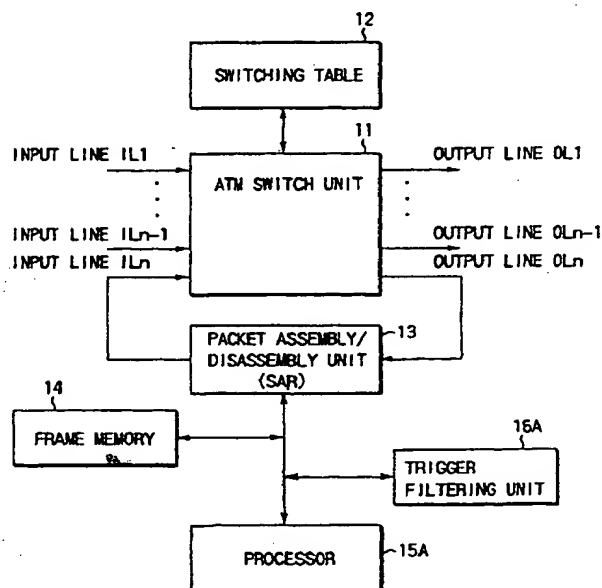 12
SWITCHING TABLE
11
INPUT LINE IL1
ATM SWITCH UNIT
OUTPUT LINE OL1
INPUT LINE ILn-1
OUTPUT LINE OLn-1
INPUT LINE ILn
OUTPUT LINE OLn
13
PACKET ASSEMBLY/
DISASSEMBLY UNIT
(SAR)
14
FRAME MEMORY
16A
TRIGGER
FILTERING UNIT
15A
PROCESSOR